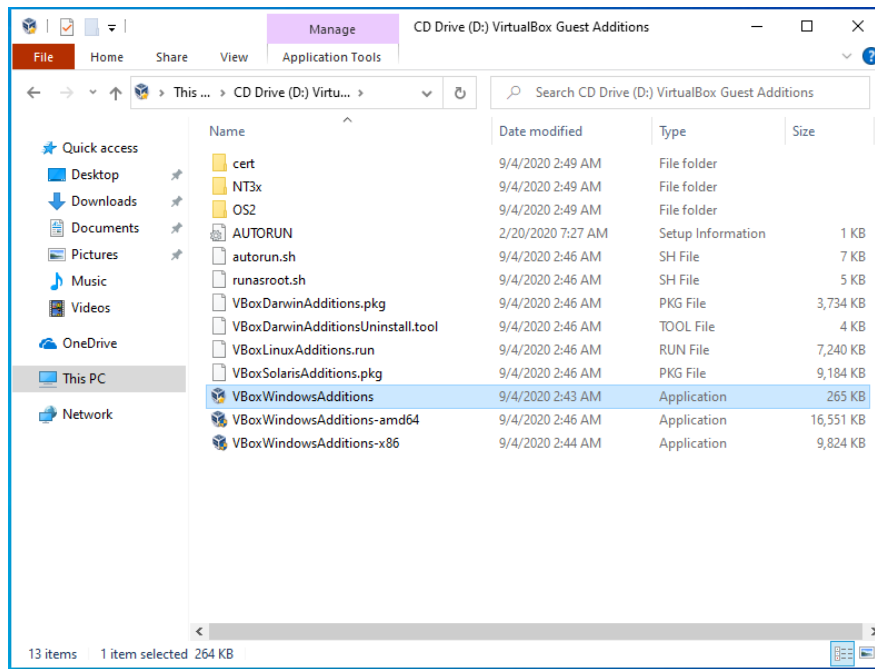 Manage
CD Drive (D:) VirtualBox Guest Additions
File Home Share View Application Tools
This ... CD Drive (D:) Virtu...
Search CD Drive (D:) VirtualBox Guest Additions
Name Date modified Type Size
Quick access
Desktop
Downloads
Documents
Pictures
Music
Videos
OneDrive
This PC
Network
cert 9/4/2020 2:49 AM File folder
NT3x 9/4/2020 2:49 AM File folder
OS2 9/4/2020 2:49 AM File folder
AUTORUN 2/20/2020 7:27 AM Setup Information 1 KB
autorun.sh 9/4/2020 2:46 AM SH File 7 KB
runasroot.sh 9/4/2020 2:46 AM SH File 5 KB
VBoxDarwinAdditions.pkg 9/4/2020 2:46 AM PKG File 3,734 KB
VBoxDarwinAdditionsUninstall.tool 9/4/2020 2:46 AM TOOL File 4 KB
VBoxLinuxAdditions.run 9/4/2020 2:46 AM RUN File 7,240 KB
VBoxSolarisAdditions.pkg 9/4/2020 2:46 AM PKG File 9,184 KB
VBoxWindowsAdditions 9/4/2020 2:43 AM Application 265 KB
VBoxWindowsAdditions-amd64 9/4/2020 2:46 AM Application 16,551 KB
VBoxWindowsAdditions-x86 9/4/2020 2:44 AM Application 9,824 KB
13 items 1 item selected 264 KB